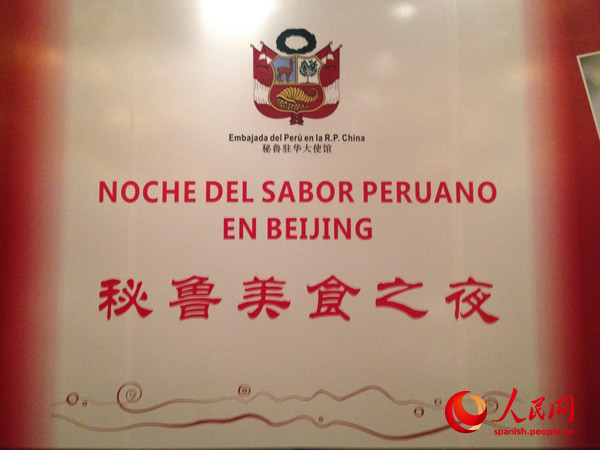 Embajada del Perú en la R.P. China
秘鲁驻华大使馆
NOCHE DEL SABOR PERUANO
EN BEIJING
秘鲁美食之夜
人民网
spanish.people.cn